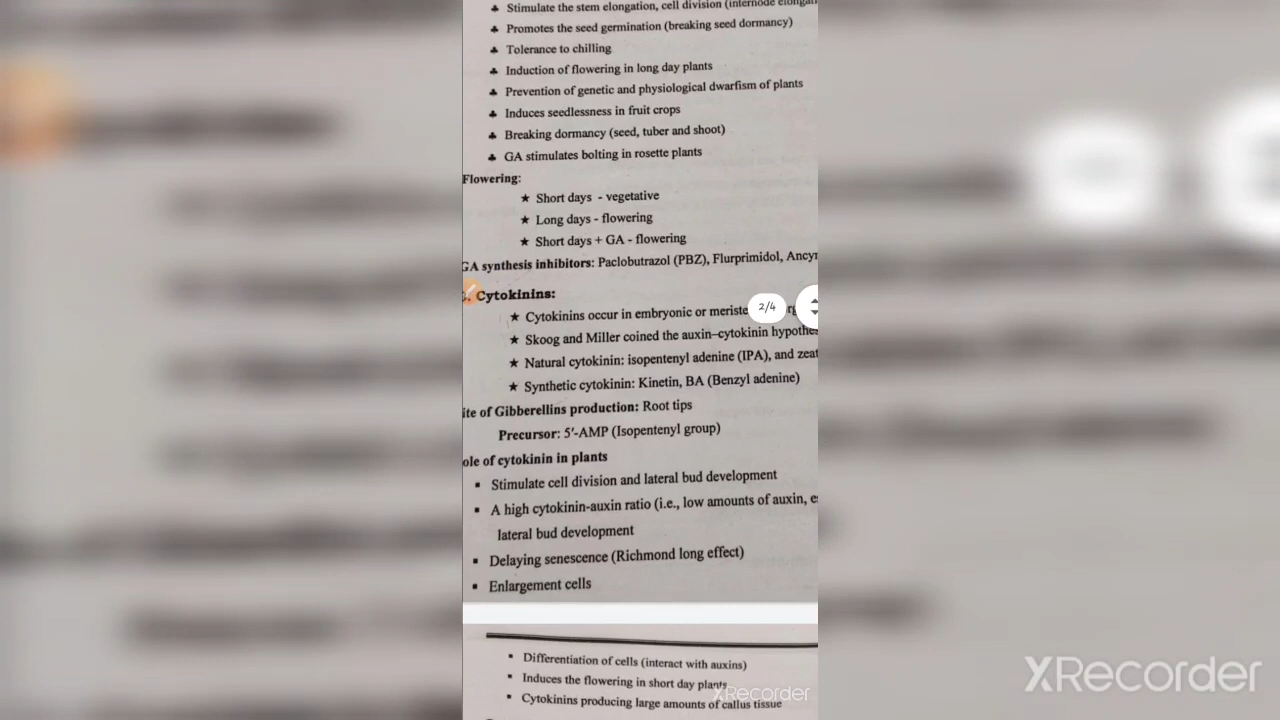 ♣ Stimulate the stem elongation, cell division (internode elongat
♣ Promotes the seed germination (breaking seed dormancy)
♣ Tolerance to chilling
♣ Induction of flowering in long day plants
♣ Prevention of genetic and physiological dwarfism of plants
♣ Induces seedlessness in fruit crops
♣ Breaking dormancy (seed, tuber and shoot)
♣ GA stimulates bolting in rosette plants
Flowering:
★ Short days - vegetative
★ Long days - flowering
★ Short days + GA - flowering
GA synthesis inhibitors: Paclobutrazol (PBZ), Flurprimidol, Ancy
Cytokinins:
★ Cytokinins occur in embryonic or meriste
2/4
★ Skoog and Miller coined the auxin–cytokinin hypothes
★ Natural cytokinin: isopentenyl adenine (IPA), and zeat
★ Synthetic cytokinin: Kinetin, BA (Benzyl adenine)
ite of Gibberellins production: Root tips
Precursor: 5′-AMP (Isopentenyl group)
ole of cytokinin in plants
▪ Stimulate cell division and lateral bud development
▪ A high cytokinin-auxin ratio (i.e., low amounts of auxin, e
lateral bud development
▪ Delaying senescence (Richmond long effect)
▪ Enlargement cells
▪ Differentiation of cells (interact with auxins)
▪ Induces the flowering in short day plants
▪ Cytokinins producing large amounts of callus tissue
XRecorder
XRecorder